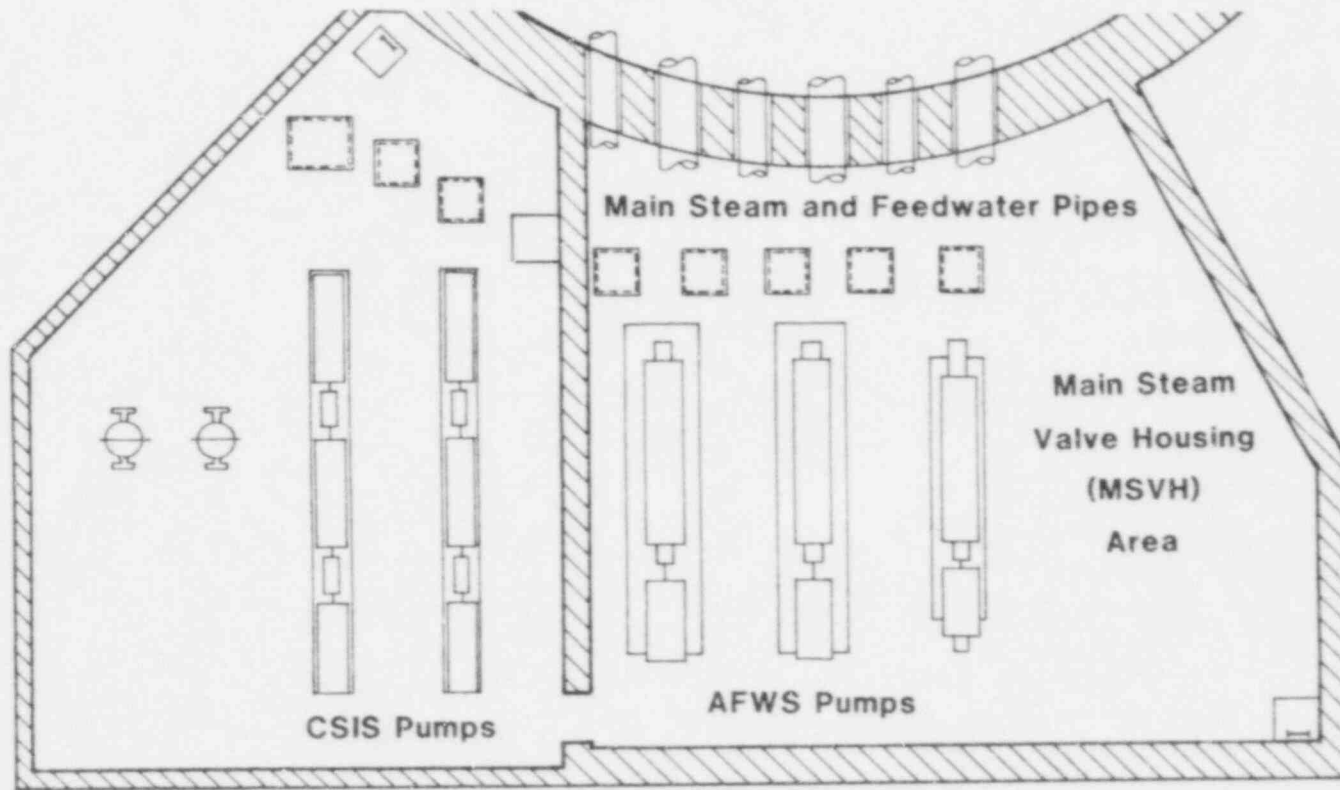 Main Steam and Feedwater Pipes
Main Steam
Valve Housing
(MSVH)
Area
AFWS Pumps
CSIS Pumps